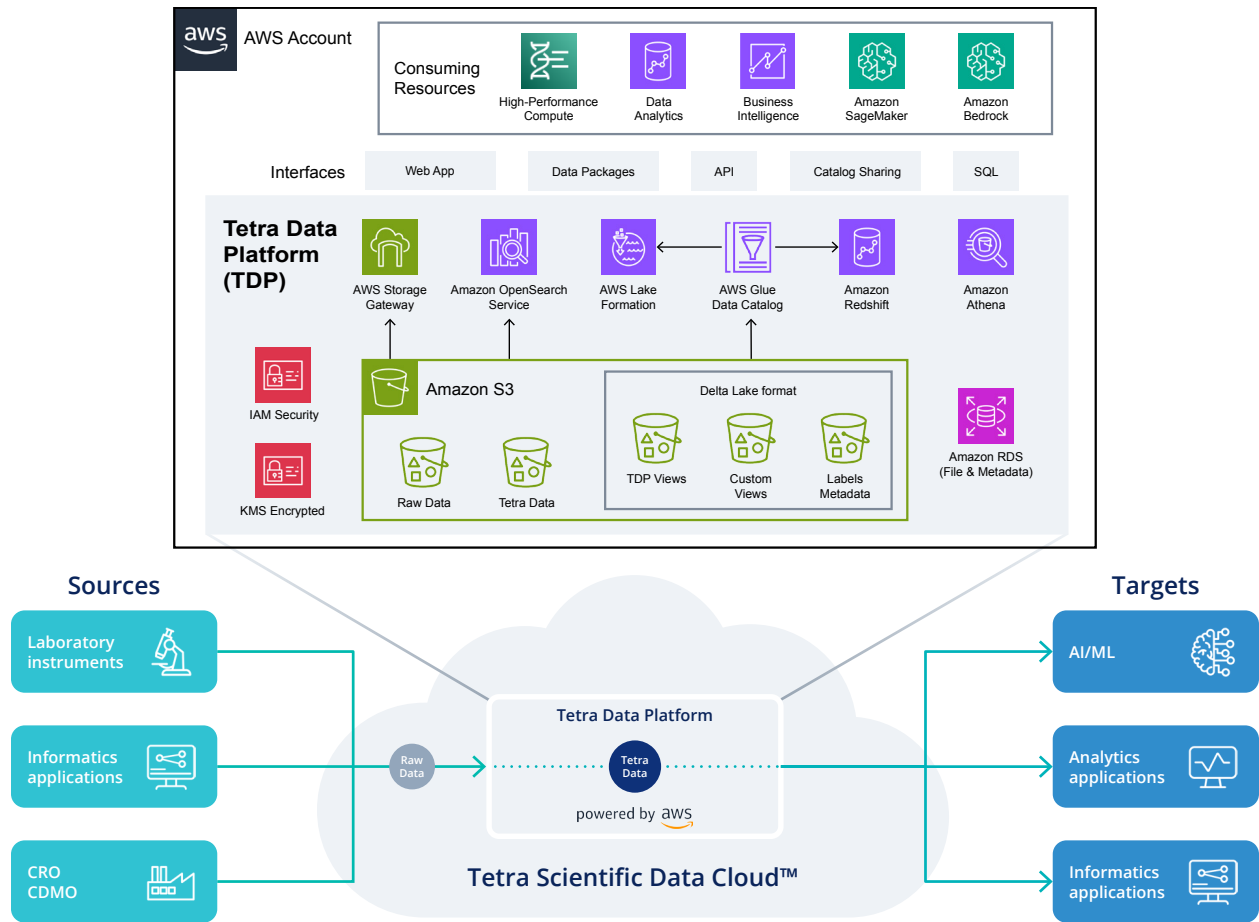 aws
AWS Account
Consuming
Resources
High-Performance
Compute
Data
Analytics
Business
Intelligence
Amazon
SageMaker
Amazon
Bedrock
Interfaces
Web App
Data Packages
API
Catalog Sharing
SQL
Tetra Data
Platform
(TDP)
AWS Storage
Gateway
Amazon OpenSearch
Service
AWS Lake
Formation
AWS Glue
Data Catalog
Amazon
Redshift
Amazon
Athena
IAM Security
KMS Encrypted
Amazon S3
Raw Data
Tetra Data
Delta Lake format
TDP Views
Custom
Views
Labels
Metadata
Amazon RDS
(File & Metadata)
Sources
Laboratory
instruments
Informatics
applications
CRO
CDMO
Raw
Data
Tetra Data Platform
Tetra
Data
powered by aws
Tetra Scientific Data Cloud™
Targets
AI/ML
Analytics
applications
Informatics
applications